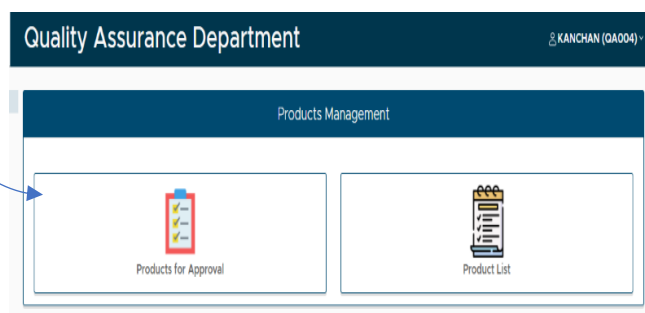 Quality Assurance Department
KANCHAN (QA004)
Products Management
Products for Approval
Product List